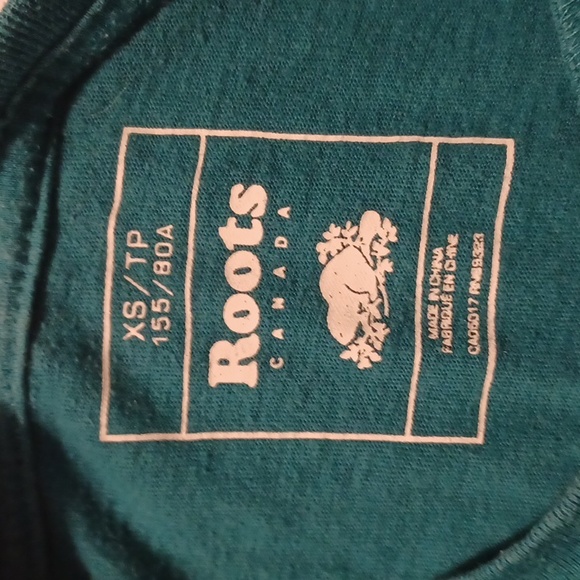 XS/TP
155/80A
Roots
CANADA
MADE IN CHINA
FABRIQUÉ EN CHINE